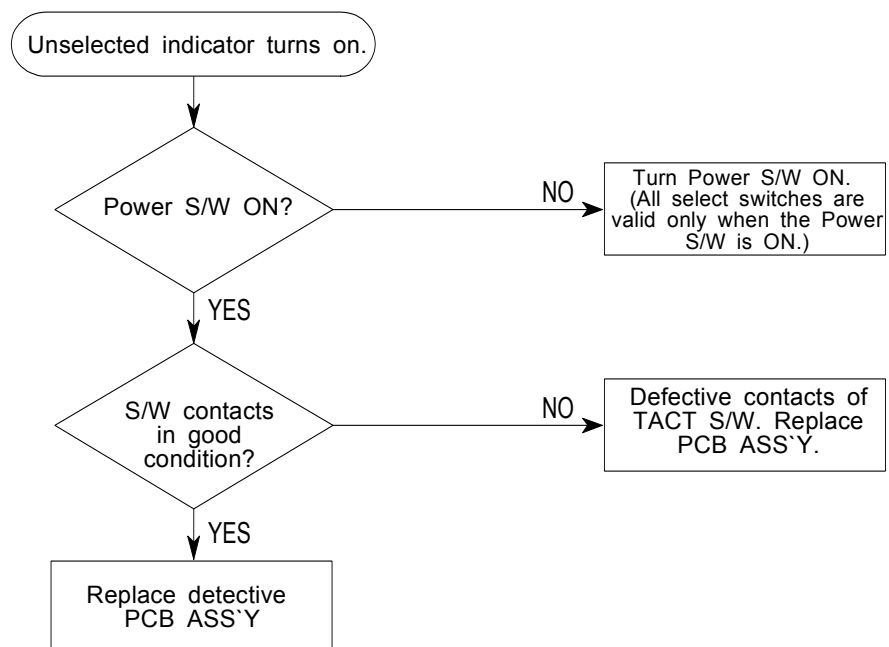 Unselected indicator turns on.
Power S/W ON?
NO
Turn Power S/W ON.
(All select switches are
valid only when the Power
S/W is ON.)
YES
S/W contacts
in good
condition?
NO
Defective contacts of
TACT S/W. Replace
PCB ASS`Y.
YES
Replace detective
PCB ASS`Y